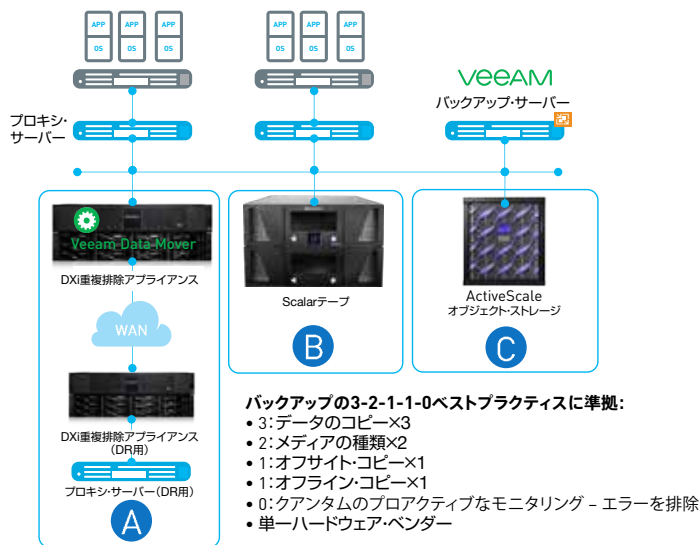 APP APP APP APP APP APP
OS OS OS OS OS OS
veeAM
バックアップ・サーバー
プロキシ・
サーバー
Veeam Data Mover
DXi重複排除アプライアンス
WAN
DXi重複排除アプライアンス
(DR用)
プロキシ・サーバー(DR用)
A
Scalarテープ
B
ActiveScale
オブジェクト・ストレージ
C
バックアップの3-2-1-1-0ベストプラクティスに準拠:
• 3:データのコピー×3
• 2:メディアの種類×2
• 1:オフサイト・コピー×1
• 1:オフライン・コピー×1
• 0:クアンタムのプロアクティブなモニタリング – エラーを排除
• 単一ハードウェア・ベンダー